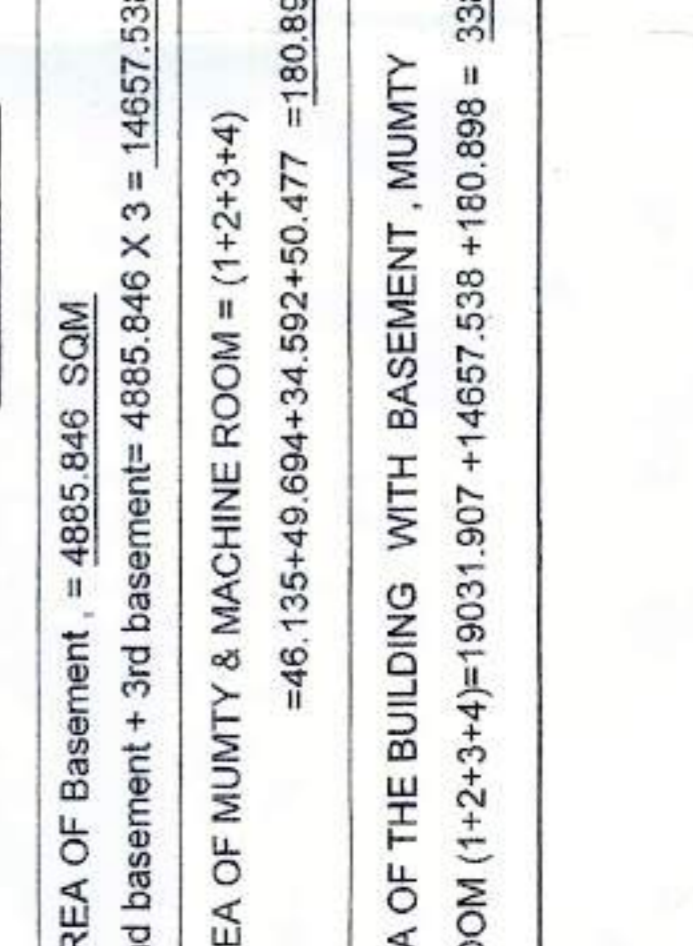 REA OF Basement , = 4885.846 SQM
d basement + 3rd basement= 4885.846 X 3 = 14657.538
EA OF MUMTY & MACHINE ROOM = (1+2+3+4)
=46.135+49.694+34.592+50.477 =180.89
A OF THE BUILDING WITH BASEMENT , MUMTY
OOM (1+2+3+4)=19031.907 +14657.538 +180.898 = 338